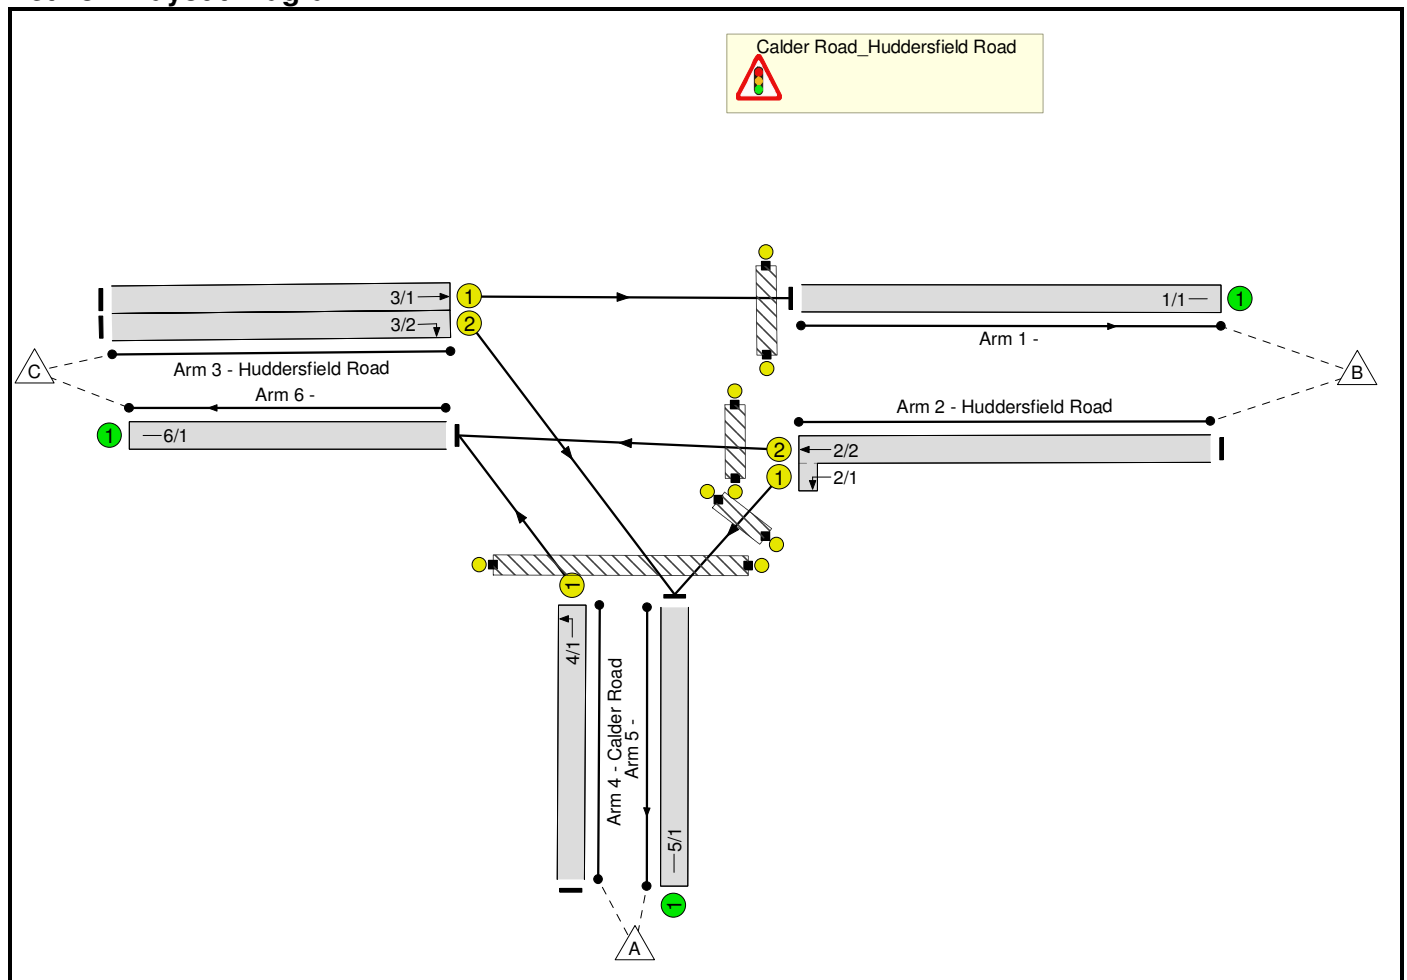 Calder Road_Huddersfield Road
3/1
1
1/1
1
3/2
2
Arm 1 -
C
Arm 3 - Huddersfield Road
B
Arm 6 -
Arm 2 - Huddersfield Road
1
6/1
2
2/2
1
2/1
1
4/1
Arm 4 - Calder Road
Arm 5 -
5/1
1
A